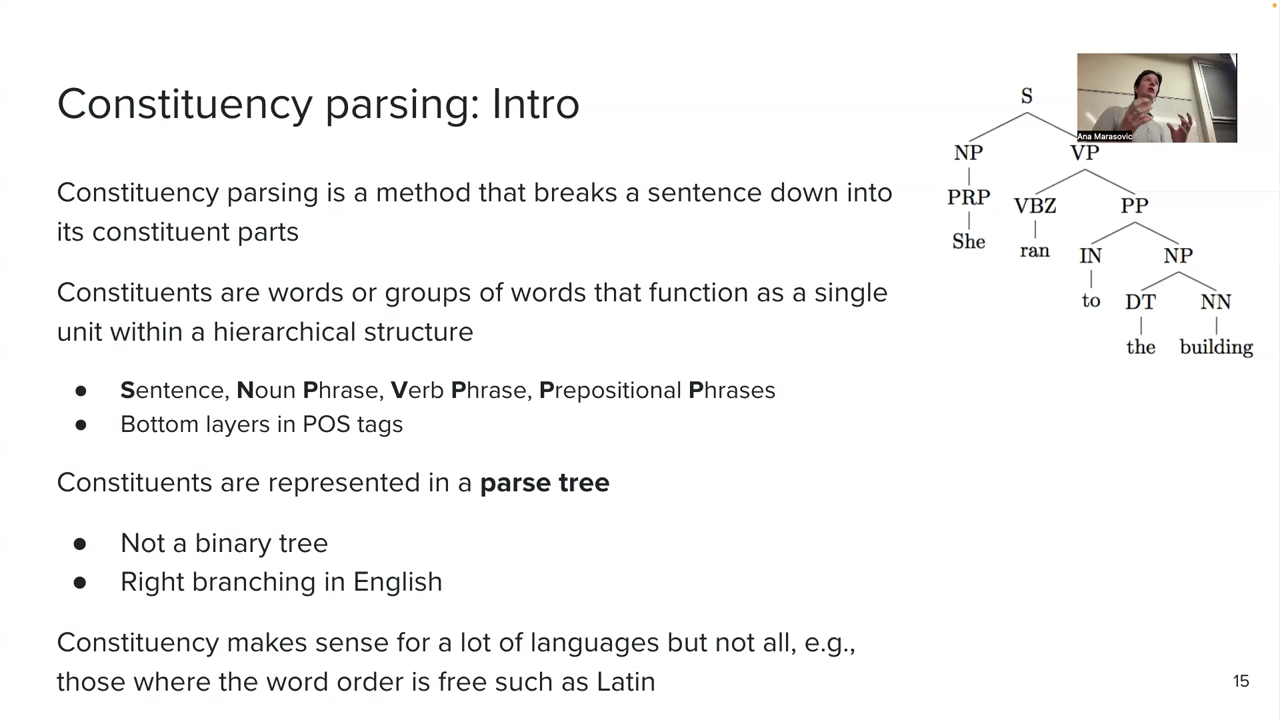 Constituency parsing: Intro
Constituency parsing is a method that breaks a sentence down into
its constituent parts
Constituents are words or groups of words that function as a single
unit within a hierarchical structure
● Sentence, Noun Phrase, Verb Phrase, Prepositional Phrases
● Bottom layers in POS tags
Constituents are represented in a parse tree
● Not a binary tree
● Right branching in English
Constituency makes sense for a lot of languages but not all, e.g.,
those where the word order is free such as Latin
S
Ana Marasovic
NP VP
PRP VBZ PP
She ran IN NP
to DT NN
the building
15